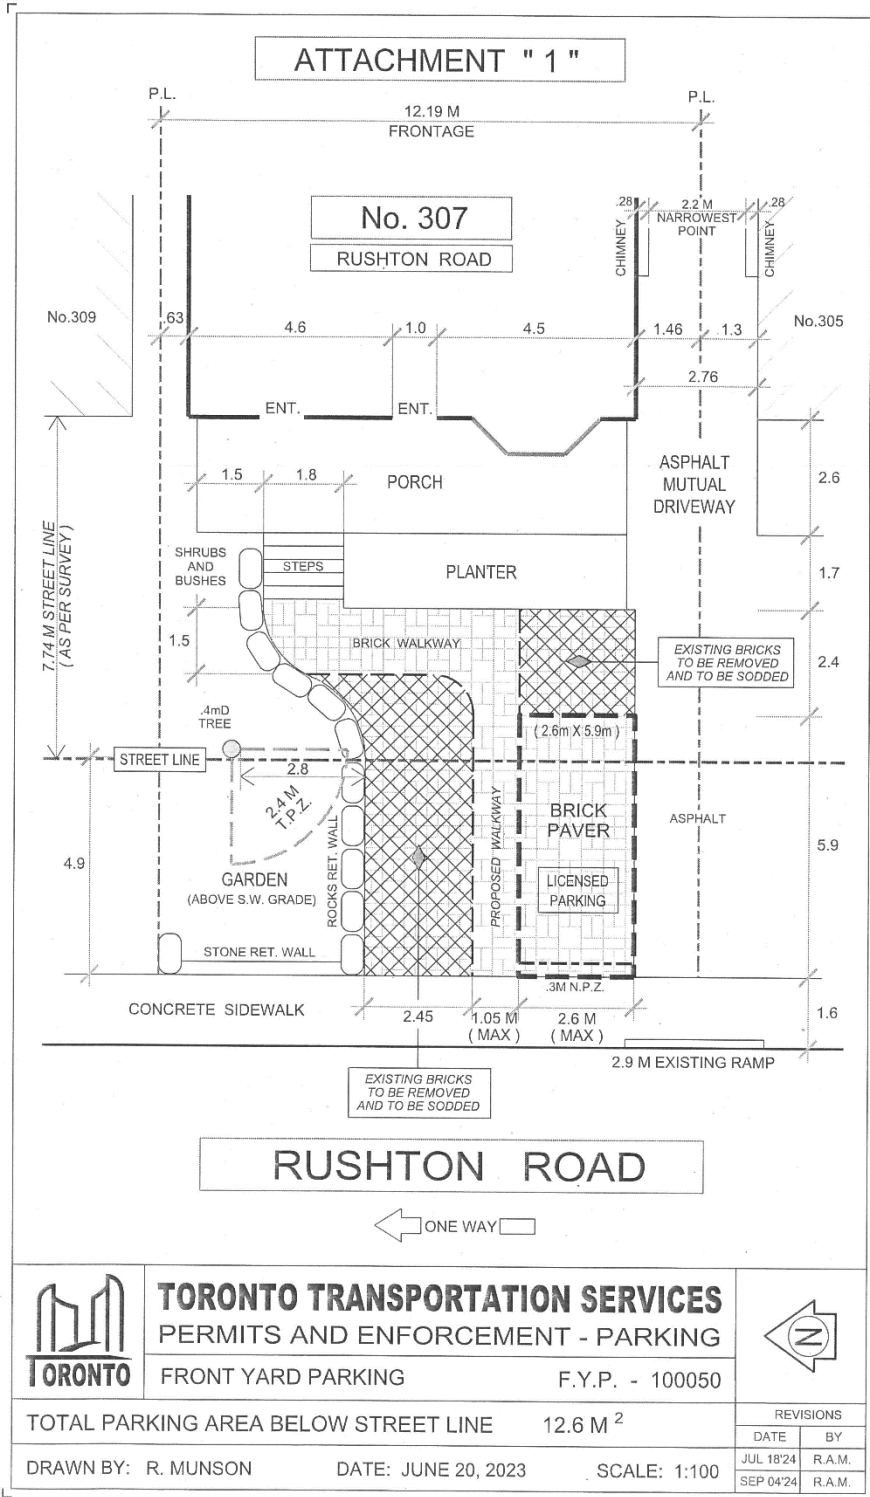 ATTACHMENT " 1 "
P.L.
P.L.
12.19 M
FRONTAGE
No. 307
RUSHTON ROAD
.28
2.2 M
NARROWEST
POINT
.28
CHIMNEY
CHIMNEY
No.309
.63
4.6
1.0
4.5
1.46
1.3
No.305
2.76
ENT.
ENT.
1.5
1.8
PORCH
ASPHALT
MUTUAL
DRIVEWAY
2.6
7.74 M STREET LINE
( AS PER SURVEY )
SHRUBS
AND
BUSHES
STEPS
PLANTER
1.7
1.5
BRICK WALKWAY
EXISTING BRICKS
TO BE REMOVED
AND TO BE SODDED
2.4
.4mD
TREE
( 2.6m X 5.9m )
STREET LINE
2.8
2.4 M
T.P.Z.
BRICK
PAVER
ASPHALT
PROPOSED WALKWAY
4.9
GARDEN
(ABOVE S.W. GRADE)
ROCKS RET. WALL
LICENSED
PARKING
5.9
STONE RET. WALL
.3M N.P.Z.
CONCRETE SIDEWALK
2.45
1.05 M
( MAX )
2.6 M
( MAX )
1.6
2.9 M EXISTING RAMP
EXISTING BRICKS
TO BE REMOVED
AND TO BE SODDED
RUSHTON ROAD
ONE WAY
TORONTO
TORONTO TRANSPORTATION SERVICES
PERMITS AND ENFORCEMENT - PARKING
N
FRONT YARD PARKING F.Y.P. - 100050
TOTAL PARKING AREA BELOW STREET LINE 12.6 M 2
REVISIONS
DATE BY
JUL 18'24 R.A.M.
SEP 04'24 R.A.M.
DRAWN BY: R. MUNSON DATE: JUNE 20, 2023 SCALE: 1:100